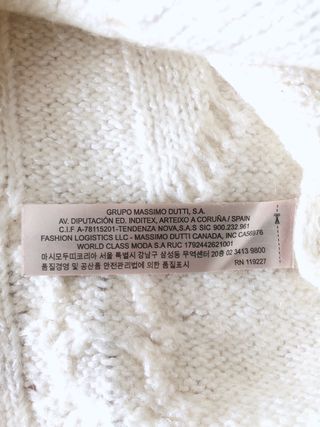 GRUPO MASSIMO DUTTI, S.A.
AV. DIPUTACIÓN ED. INDITEX, ARTEIXO A CORUÑA / SPAIN
C.I.F A-78115201-TENDENZA NOVA,S.A.S SIC 900.232.961
FASHION LOGISTICS LLC - MASSIMO DUTTI CANADA, INC CA56976
WORLD CLASS MODA S.A RUC 1792442621001
마시모두띠코리아 서울 특별시 강남구 삼성동 무역센터 20층 02 3413 9800
품질경영 및 공산품 안전관리법에 의한 품질표시
RN 119227